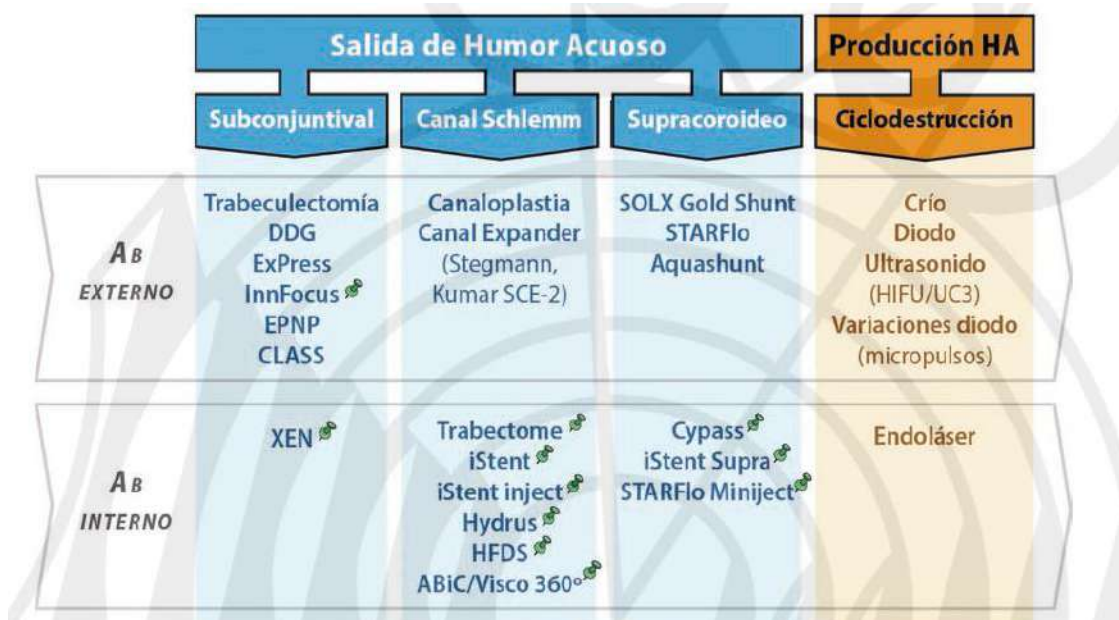 Salida de Humor Acuoso
Producción HA
Subconjuntival
Canal Schlemm
Supracoroideo
Ciclodestrucción
AB
EXTERNO
Trabeculectomía
DDG
ExPress
InnFocus
EPNP
CLASS
Canaloplastia
Canal Expander
(Stegmann,
Kumar SCE-2)
SOLX Gold Shunt
STARFlo
Aquashunt
Crío
Diodo
Ultrasonido
(HIFU/UC3)
Variaciones diodo
(micropulsos)
AB
INTERNO
XEN
Trabectome
iStent
iStent inject
Hydrus
HFDS
ABiC/Visco 360º
Cypass
iStent Supra
STARFlo Miniject
Endoláser